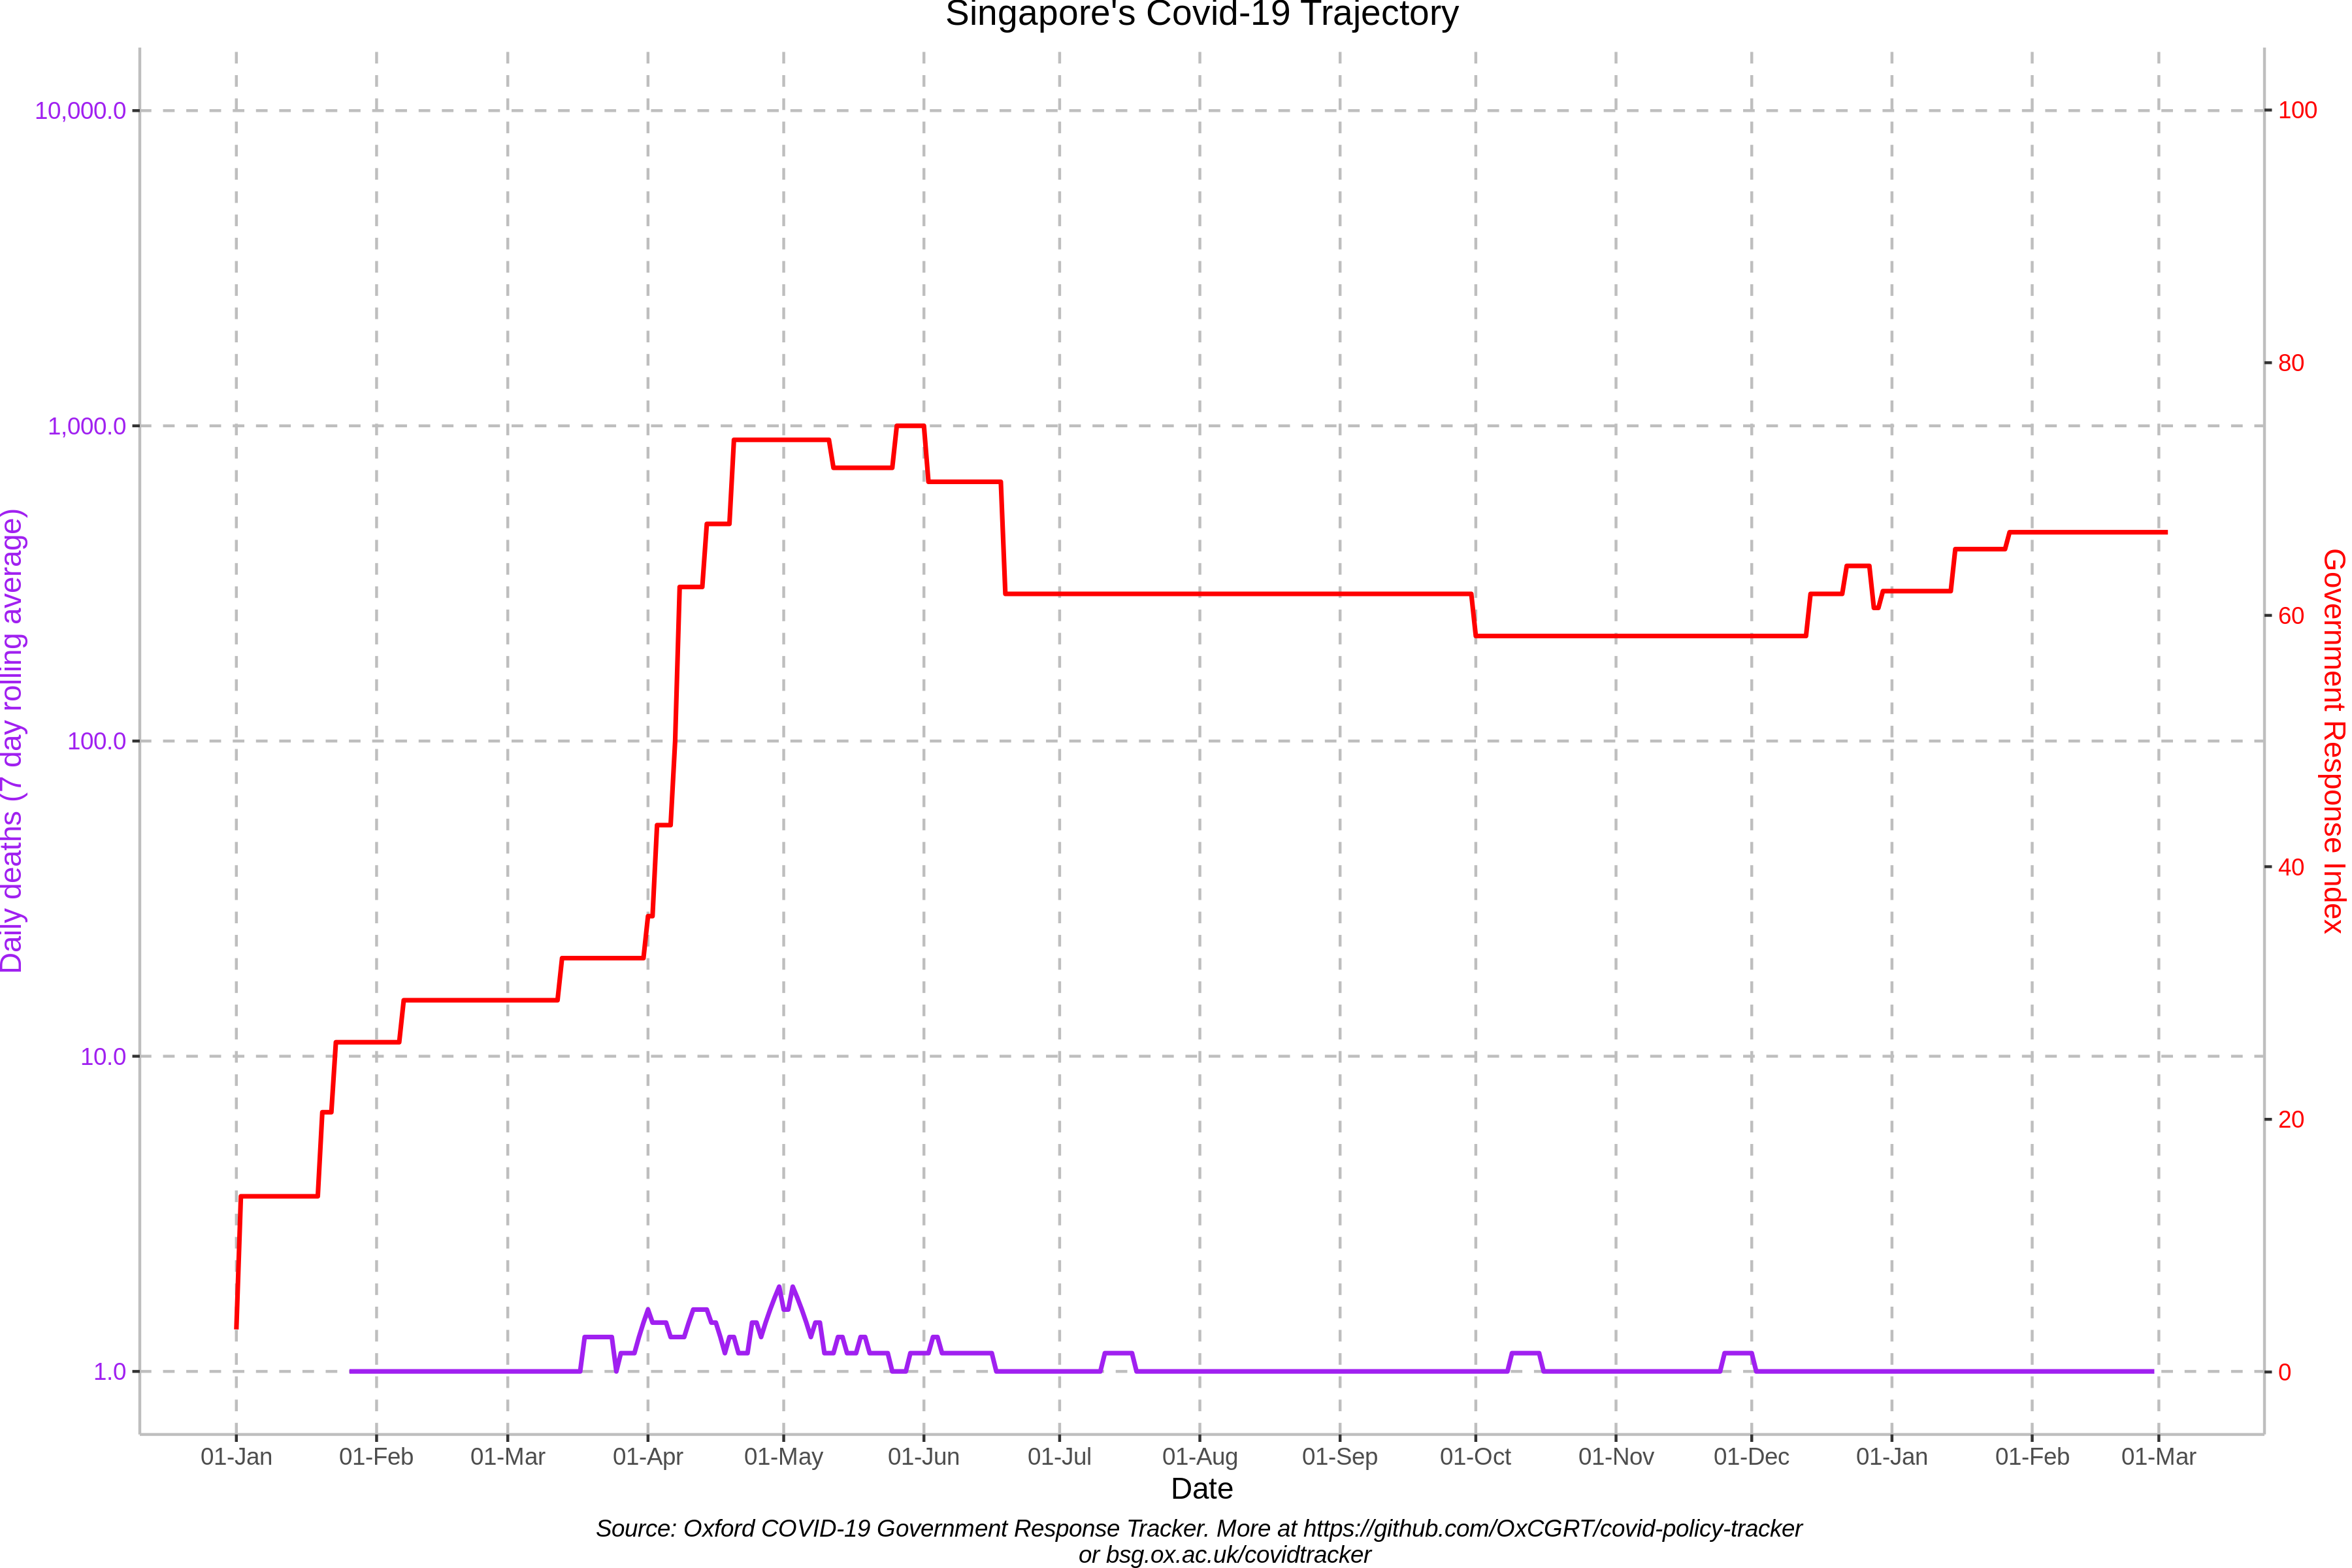 Singapore's Covid-19 Trajectory
10,000.0
1,000.0
100.0
10.0
1.0
Daily deaths (7 day rolling average)
100
80
60
40
20
0
Government Response Index
01-Jan 01-Feb 01-Mar 01-Apr 01-May 01-Jun 01-Jul 01-Aug 01-Sep 01-Oct 01-Nov 01-Dec 01-Jan 01-Feb 01-Mar
Date
Source: Oxford COVID-19 Government Response Tracker. More at https://github.com/OxCGRT/covid-policy-tracker
or bsg.ox.ac.uk/covidtracker